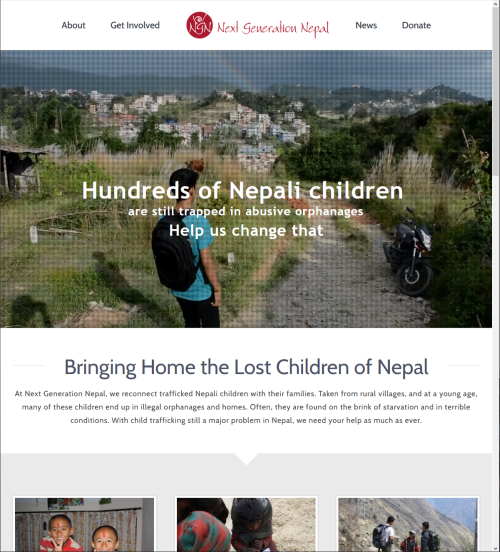 About
Get Involved
NGN Next Generation Nepal
News
Donate
Hundreds of Nepali children
are still trapped in abusive orphanages
Help us change that
Bringing Home the Lost Children of Nepal
At Next Generation Nepal, we reconnect trafficked Nepali children with their families. Taken from rural villages, and at a young age,
many of these children end up in illegal orphanages and homes. Often, they are found on the brink of starvation and in terrible
conditions. With child trafficking still a major problem in Nepal, we need your help as much as ever.